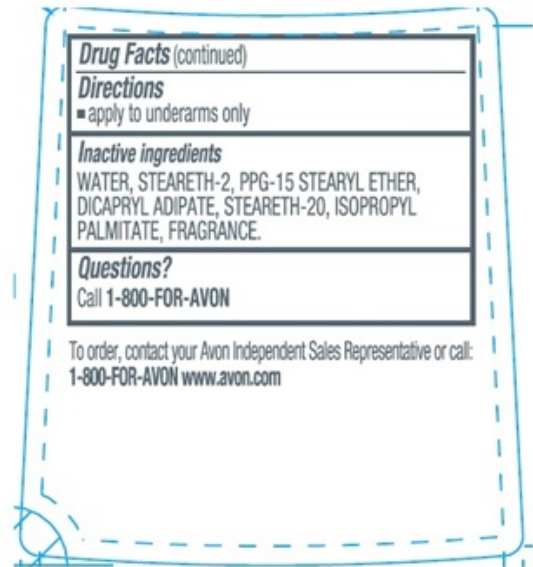 Drug Facts (continued)
Directions
▪ apply to underarms only
Inactive ingredients
WATER, STEARETH-2, PPG-15 STEARYL ETHER,
DICAPRYL ADIPATE, STEARETH-20, ISOPROPYL
PALMITATE, FRAGRANCE.
Questions?
Call 1-800-FOR-AVON
To order, contact your Avon Independent Sales Representative or call:
1-800-FOR-AVON www.avon.com